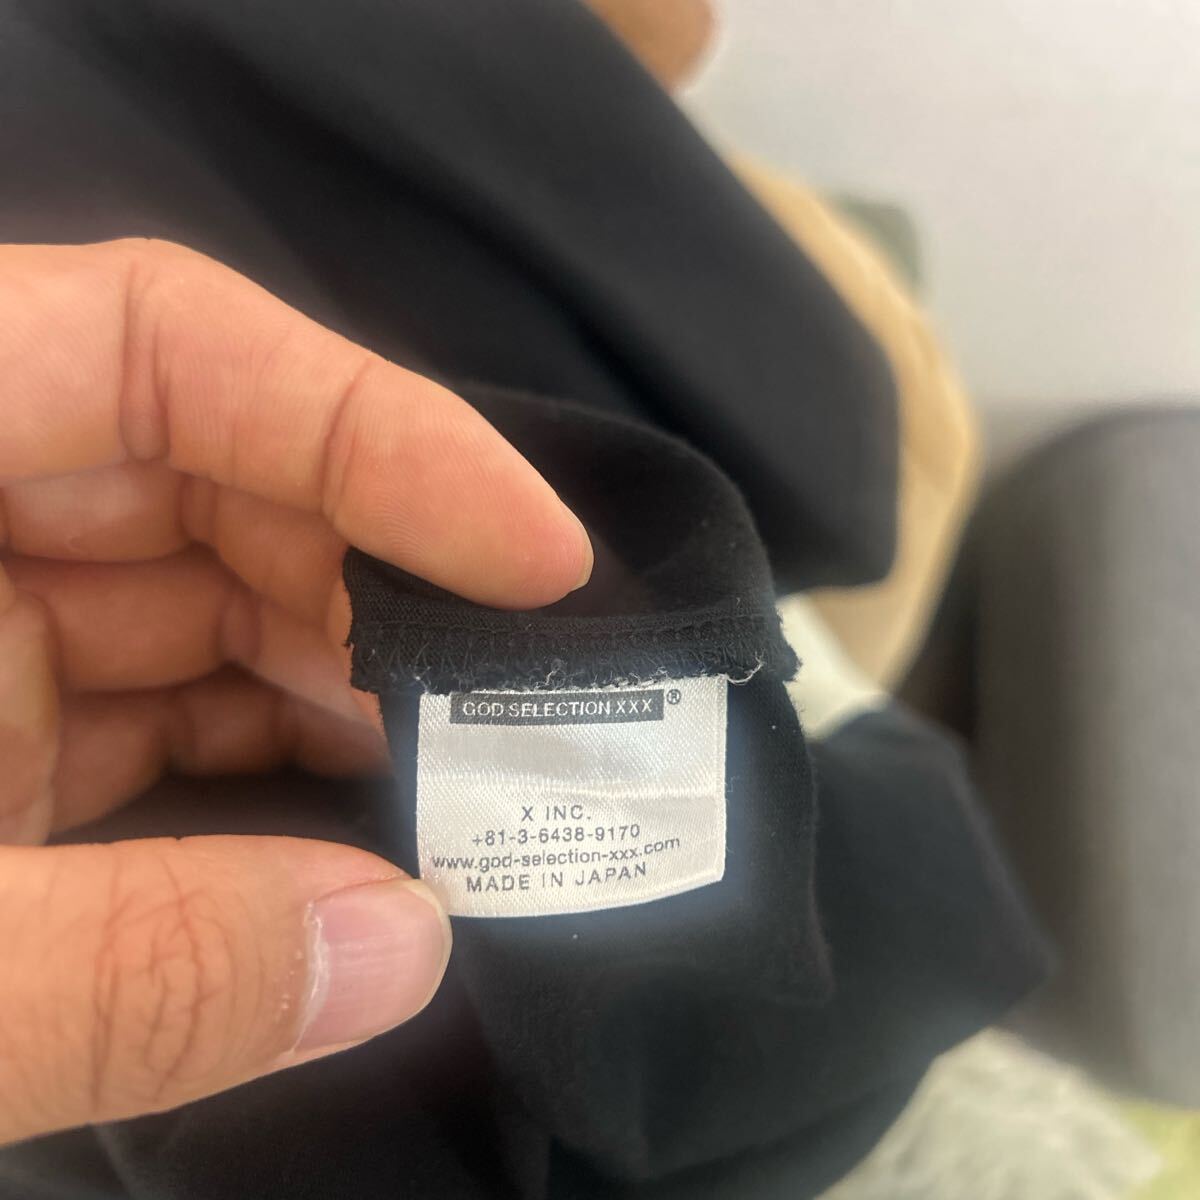 GOD SELECTION XXX ®
X INC.
+81-3-6438-9170
www.god-selection-xxx.com
MADE IN JAPAN